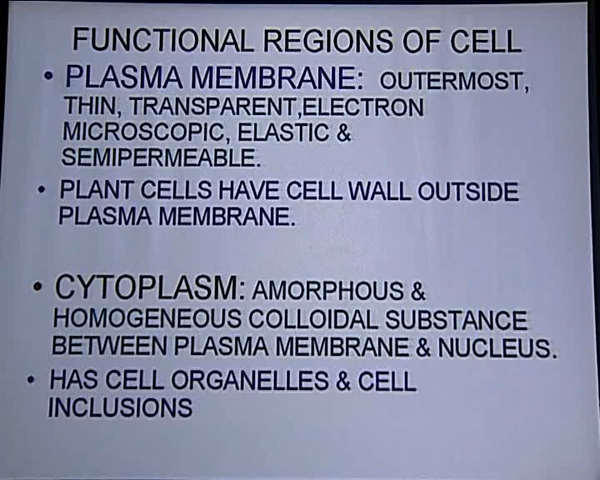 FUNCTIONAL REGIONS OF CELL
• PLASMA MEMBRANE: OUTERMOST,
THIN, TRANSPARENT,ELECTRON
MICROSCOPIC, ELASTIC &
SEMIPERMEABLE.
• PLANT CELLS HAVE CELL WALL OUTSIDE
PLASMA MEMBRANE.
• CYTOPLASM: AMORPHOUS &
HOMOGENEOUS COLLOIDAL SUBSTANCE
BETWEEN PLASMA MEMBRANE & NUCLEUS.
• HAS CELL ORGANELLES & CELL
INCLUSIONS